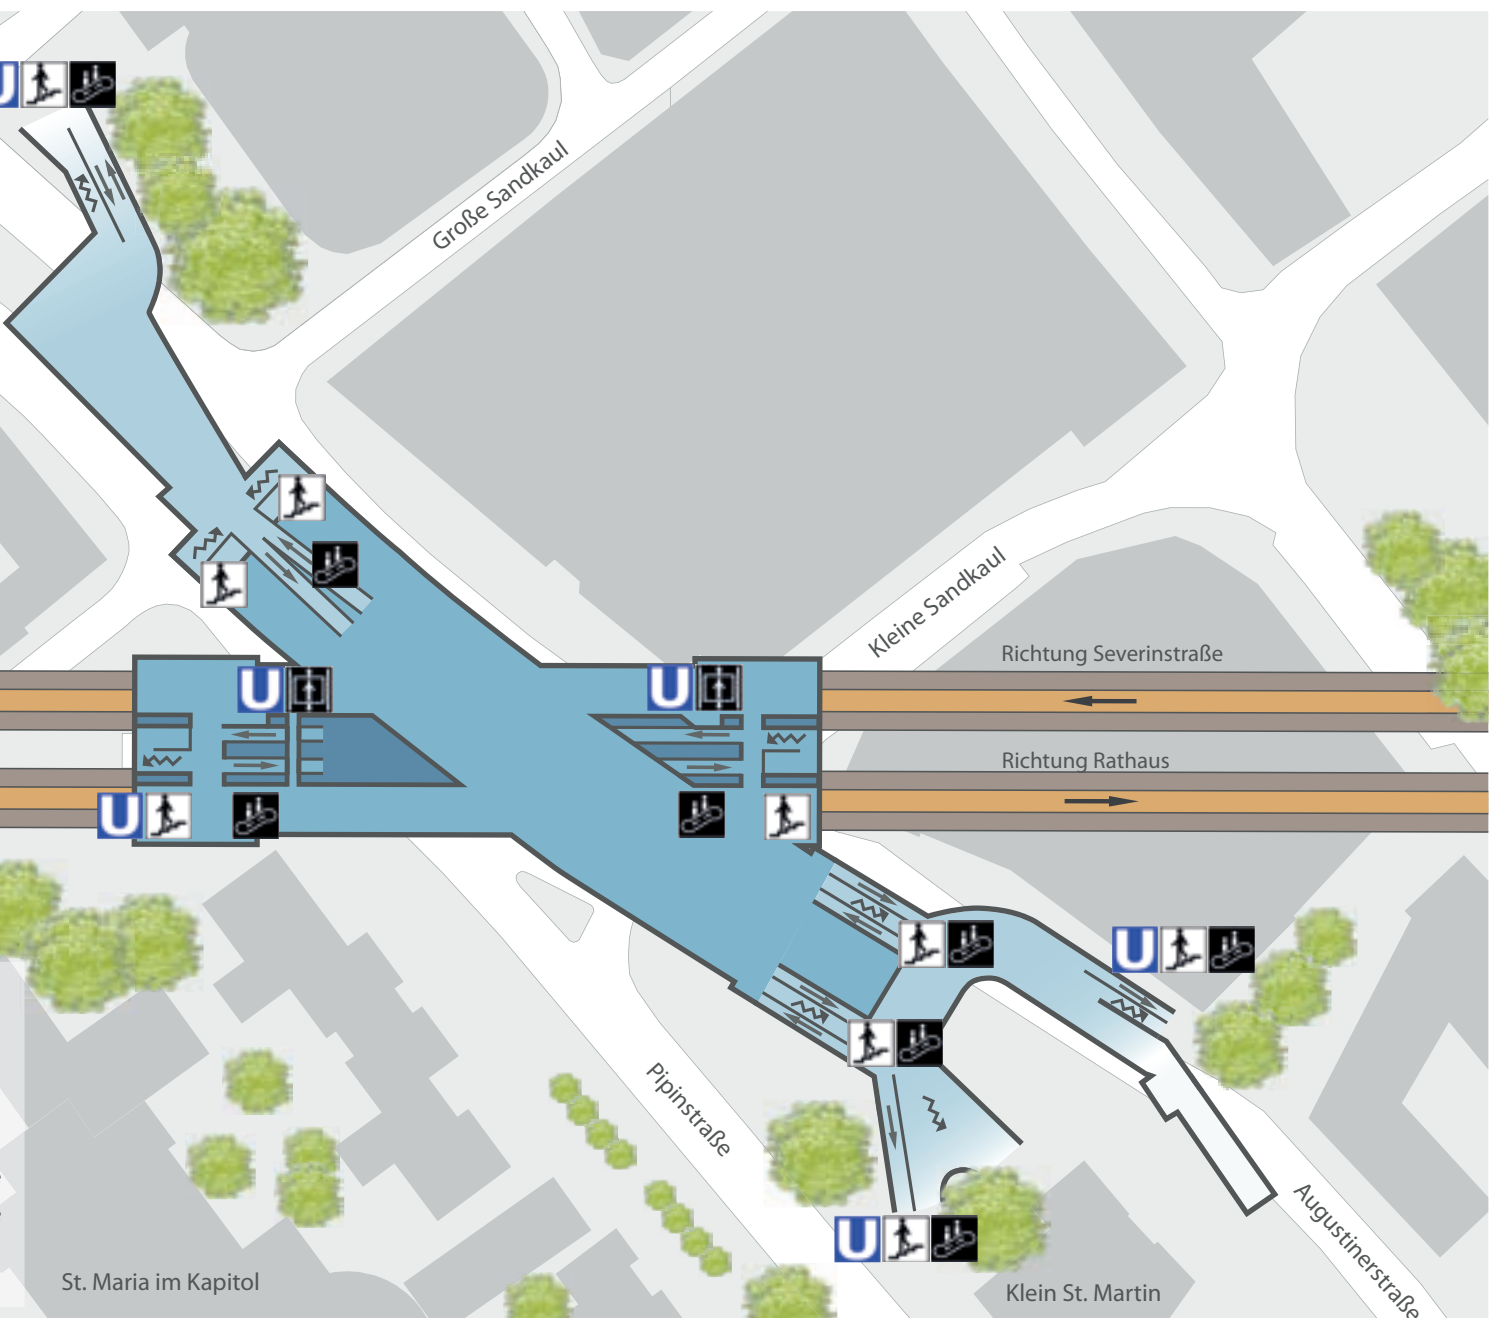 U
Große Sandkaul
Kleine Sandkaul
Richtung Severinstraße
U
U
Richtung Rathaus
U
U
Pipinstraße
Augustinerstraße
U
St. Maria im Kapitol
Klein St. Martin